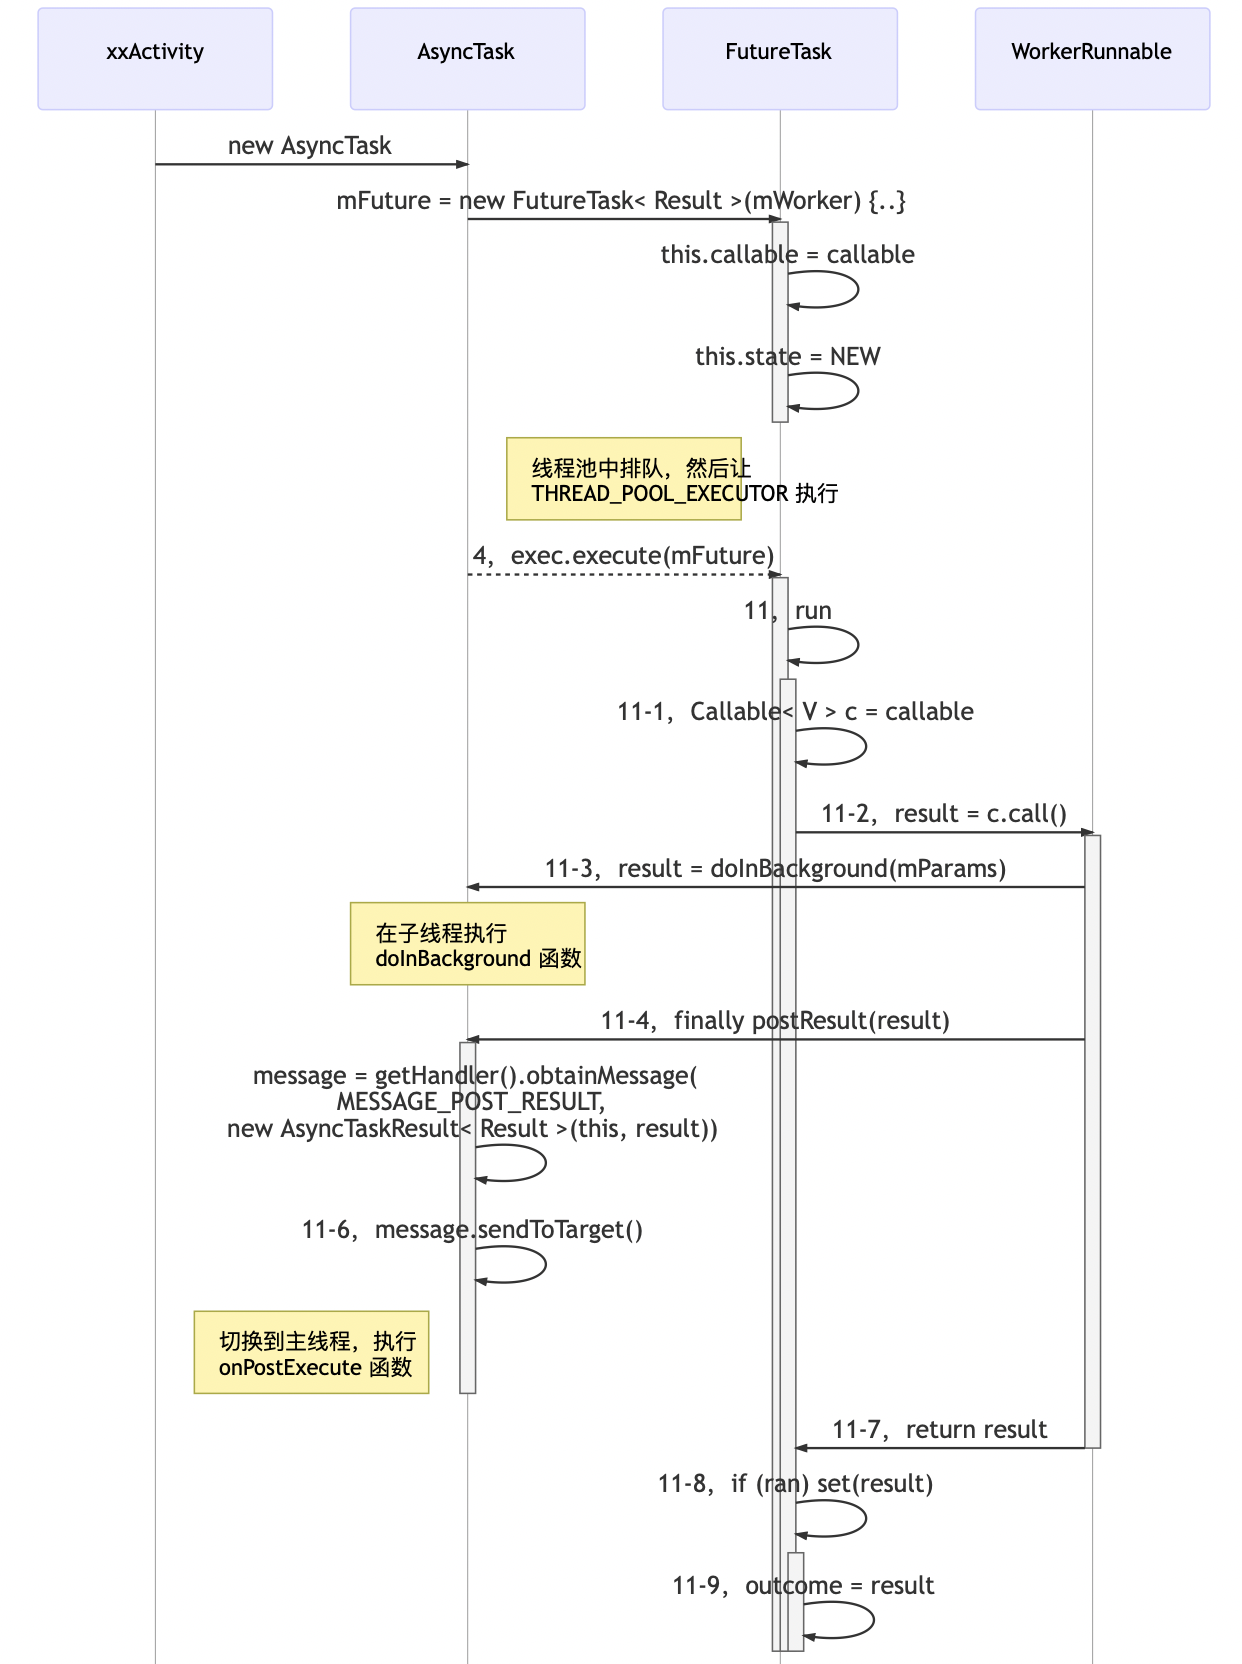 xxActivity
AsyncTask
FutureTask
WorkerRunnable
new AsyncTask
mFuture = new FutureTask< Result >(mWorker) {..}
this.callable = callable
this.state = NEW
线程池中排队，然后让
THREAD_POOL_EXECUTOR 执行
4， exec.execute(mFuture)
11， run
11-1， Callable< V > c = callable
11-2， result = c.call()
11-3， result = doInBackground(mParams)
在子线程执行
doInBackground 函数
11-4， finally postResult(result)
message = getHandler().obtainMessage(
MESSAGE_POST_RESULT,
new AsyncTaskResult< Result >(this, result))
11-6， message.sendToTarget()
切换到主线程，执行
onPostExecute 函数
11-7， return result
11-8， if (ran) set(result)
11-9， outcome = result